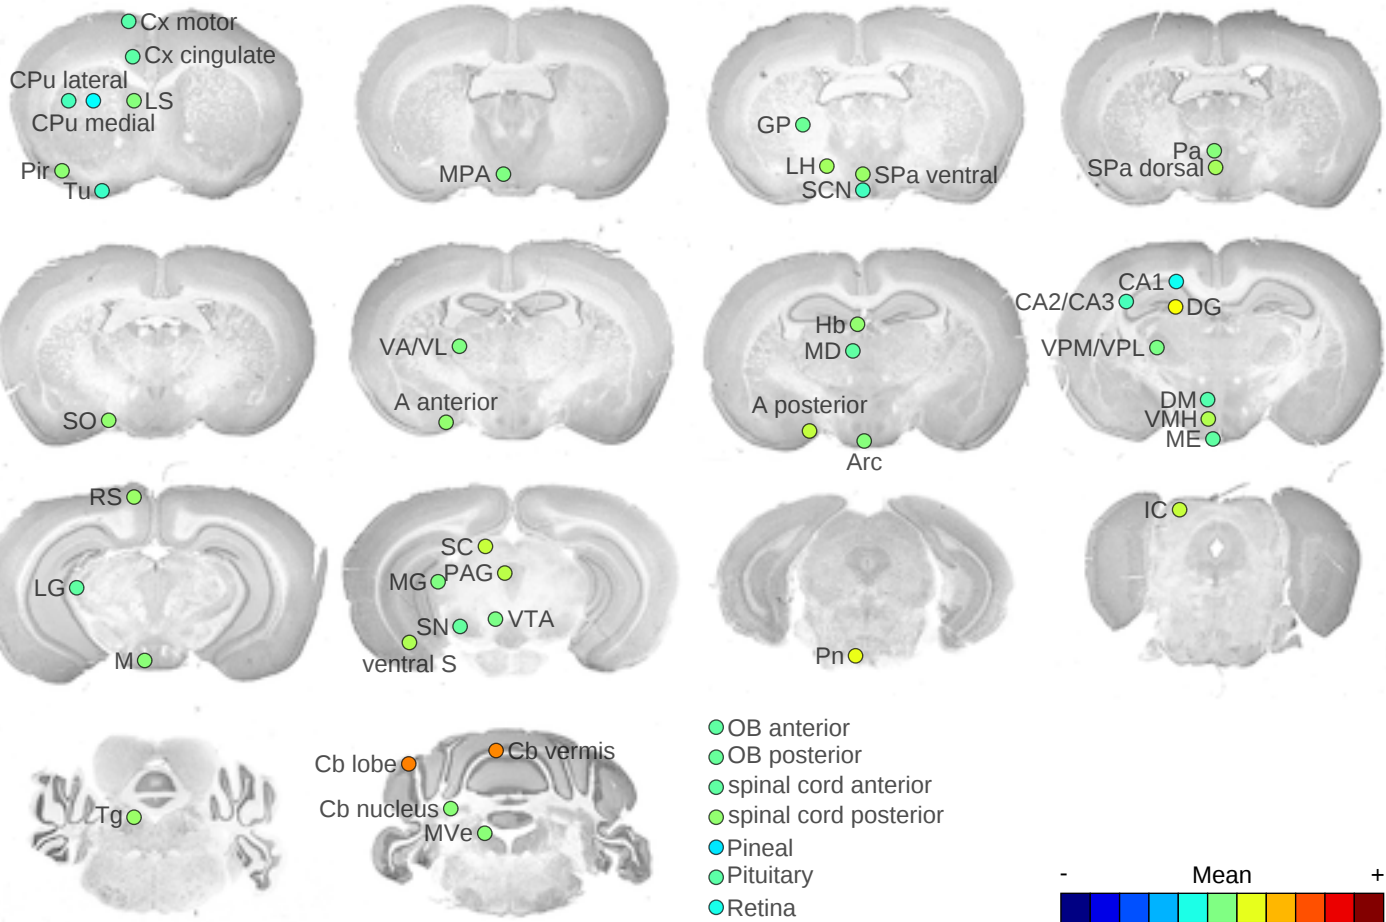 Cx motor
Cx cingulate
CPu lateral
LS
CPu medial
Pir
Tu
MPA
GP
LH
SPa ventral
SCN
Pa
SPa dorsal
SO
VA/VL
A anterior
Hb
MD
A posterior
Arc
CA1
CA2/CA3
DG
VPM/VPL
DM
VMH
ME
RS
LG
M
SC
PAG
MG
SN
VTA
ventral S
Pn
IC
Tg
Cb lobe
Cb vermis
Cb nucleus
MVe
OB anterior
OB posterior
spinal cord anterior
spinal cord posterior
Pineal
Pituitary
Retina
- Mean +